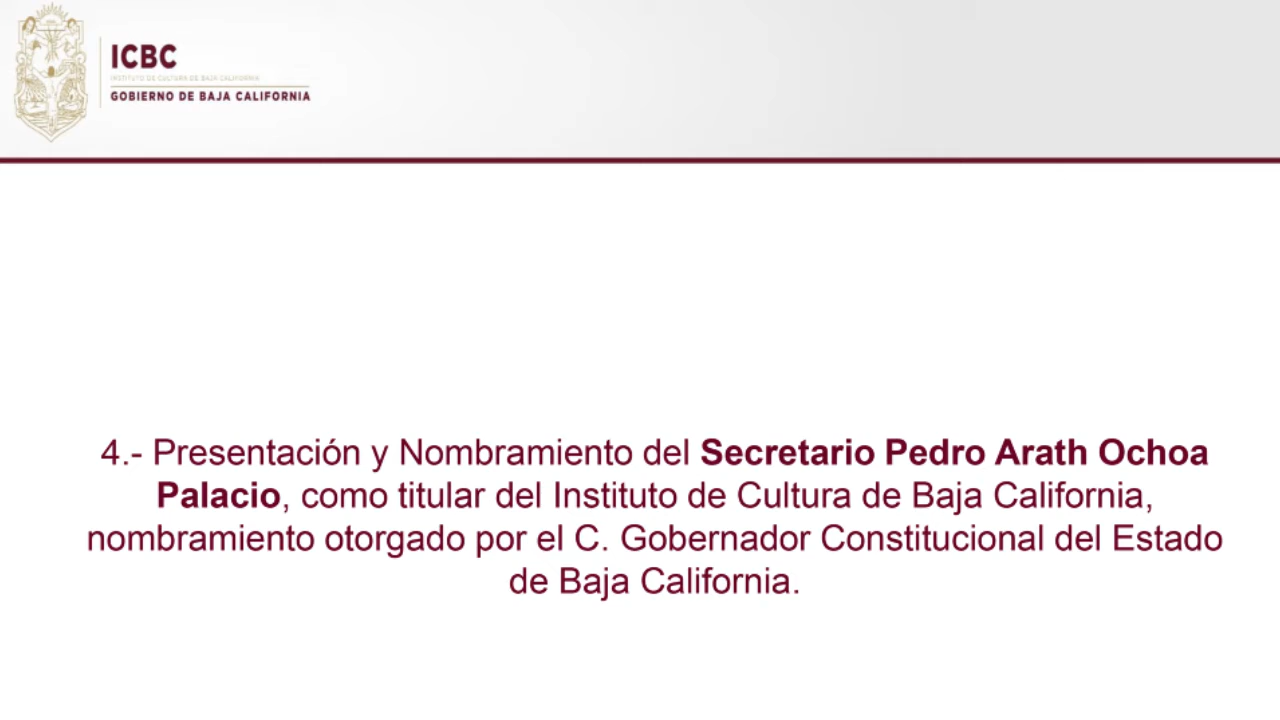 ICBC
INSTITUTO DE CULTURA DE BAJA CALIFORNIA
GOBIERNO DE BAJA CALIFORNIA
4.- Presentación y Nombramiento del Secretario Pedro Arath Ochoa
Palacio, como titular del Instituto de Cultura de Baja California,
nombramiento otorgado por el C. Gobernador Constitucional del Estado
de Baja California.